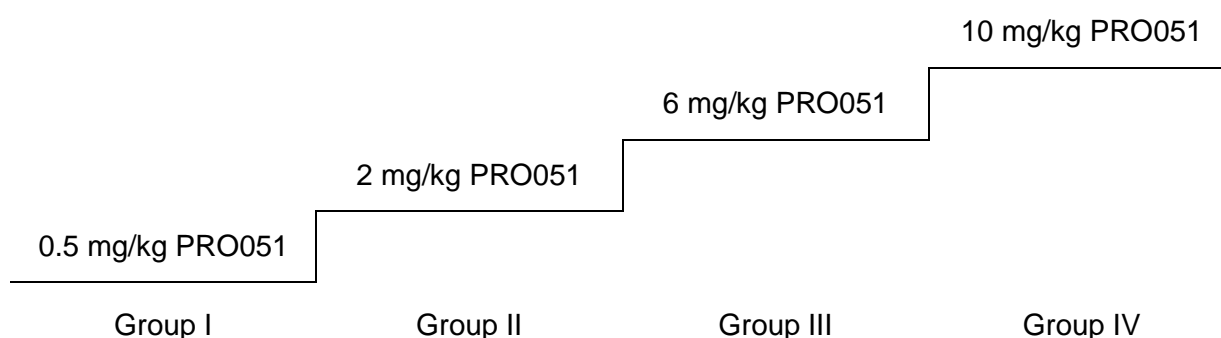 10 mg/kg PRO051
6 mg/kg PRO051
2 mg/kg PRO051
0.5 mg/kg PRO051
Group I
Group II
Group III
Group IV